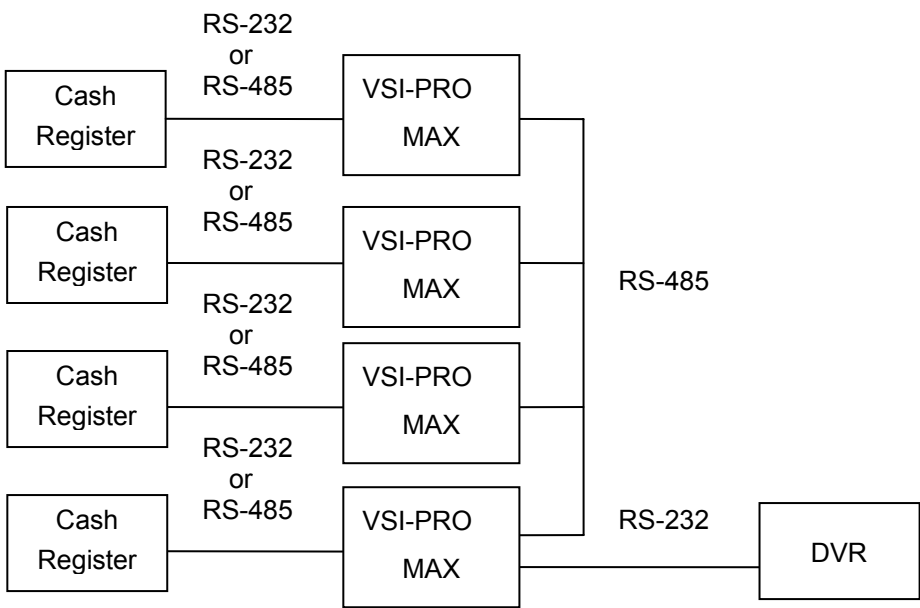 RS-232
or
RS-485
Cash
Register
VSI-PRO
MAX
RS-232
or
RS-485
Cash
Register
VSI-PRO
MAX
RS-485
RS-232
or
RS-485
Cash
Register
VSI-PRO
MAX
RS-232
or
RS-485
Cash
Register
VSI-PRO
MAX
RS-232
DVR